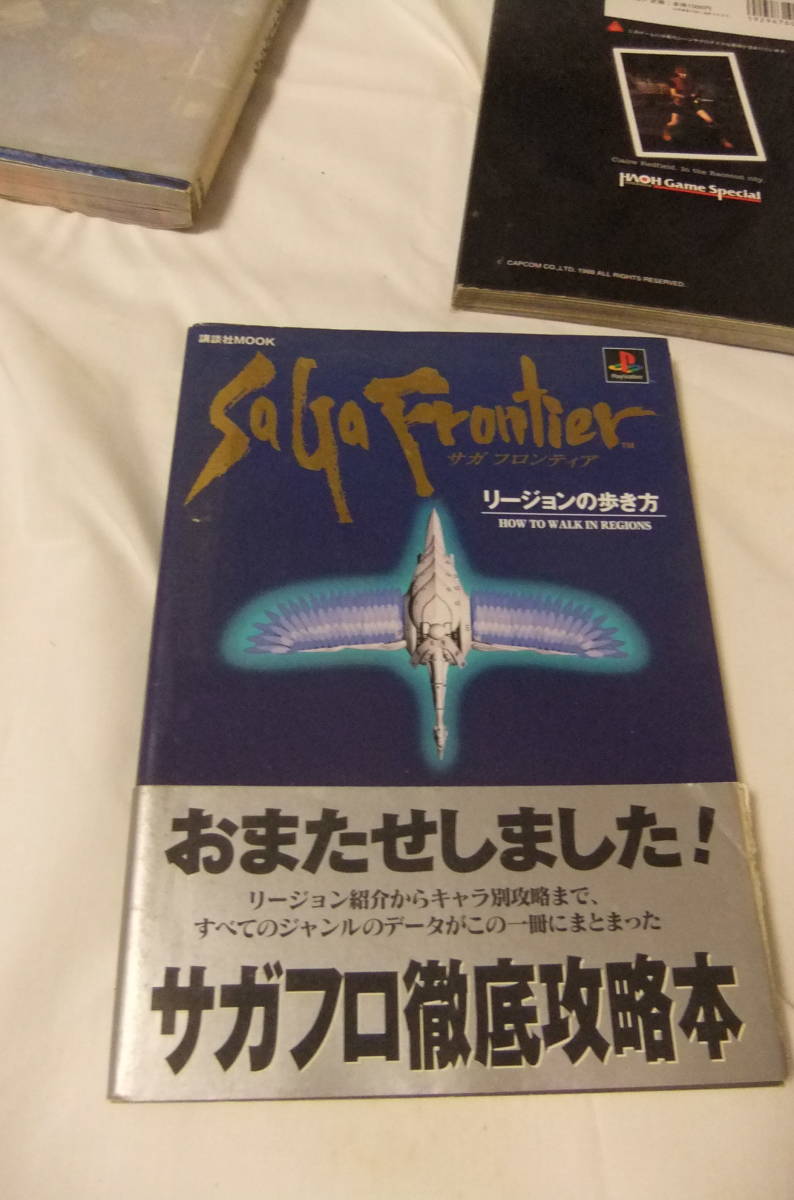 CAPCOM CO., LTD. 1998 ALL RIGHTS RESERVED.
Claire Redfield. In the Raccoon city.
HAOH Game Special
講談社MOOK
PlayStation
SaGa Frontier™
サガ フロンティア
リージョンの歩き方
HOW TO WALK IN REGIONS
おまたせしました!
リージョン紹介からキャラ別攻略まで、
すべてのジャンルのデータがこの一冊にまとまった
サガフロ徹底攻略本